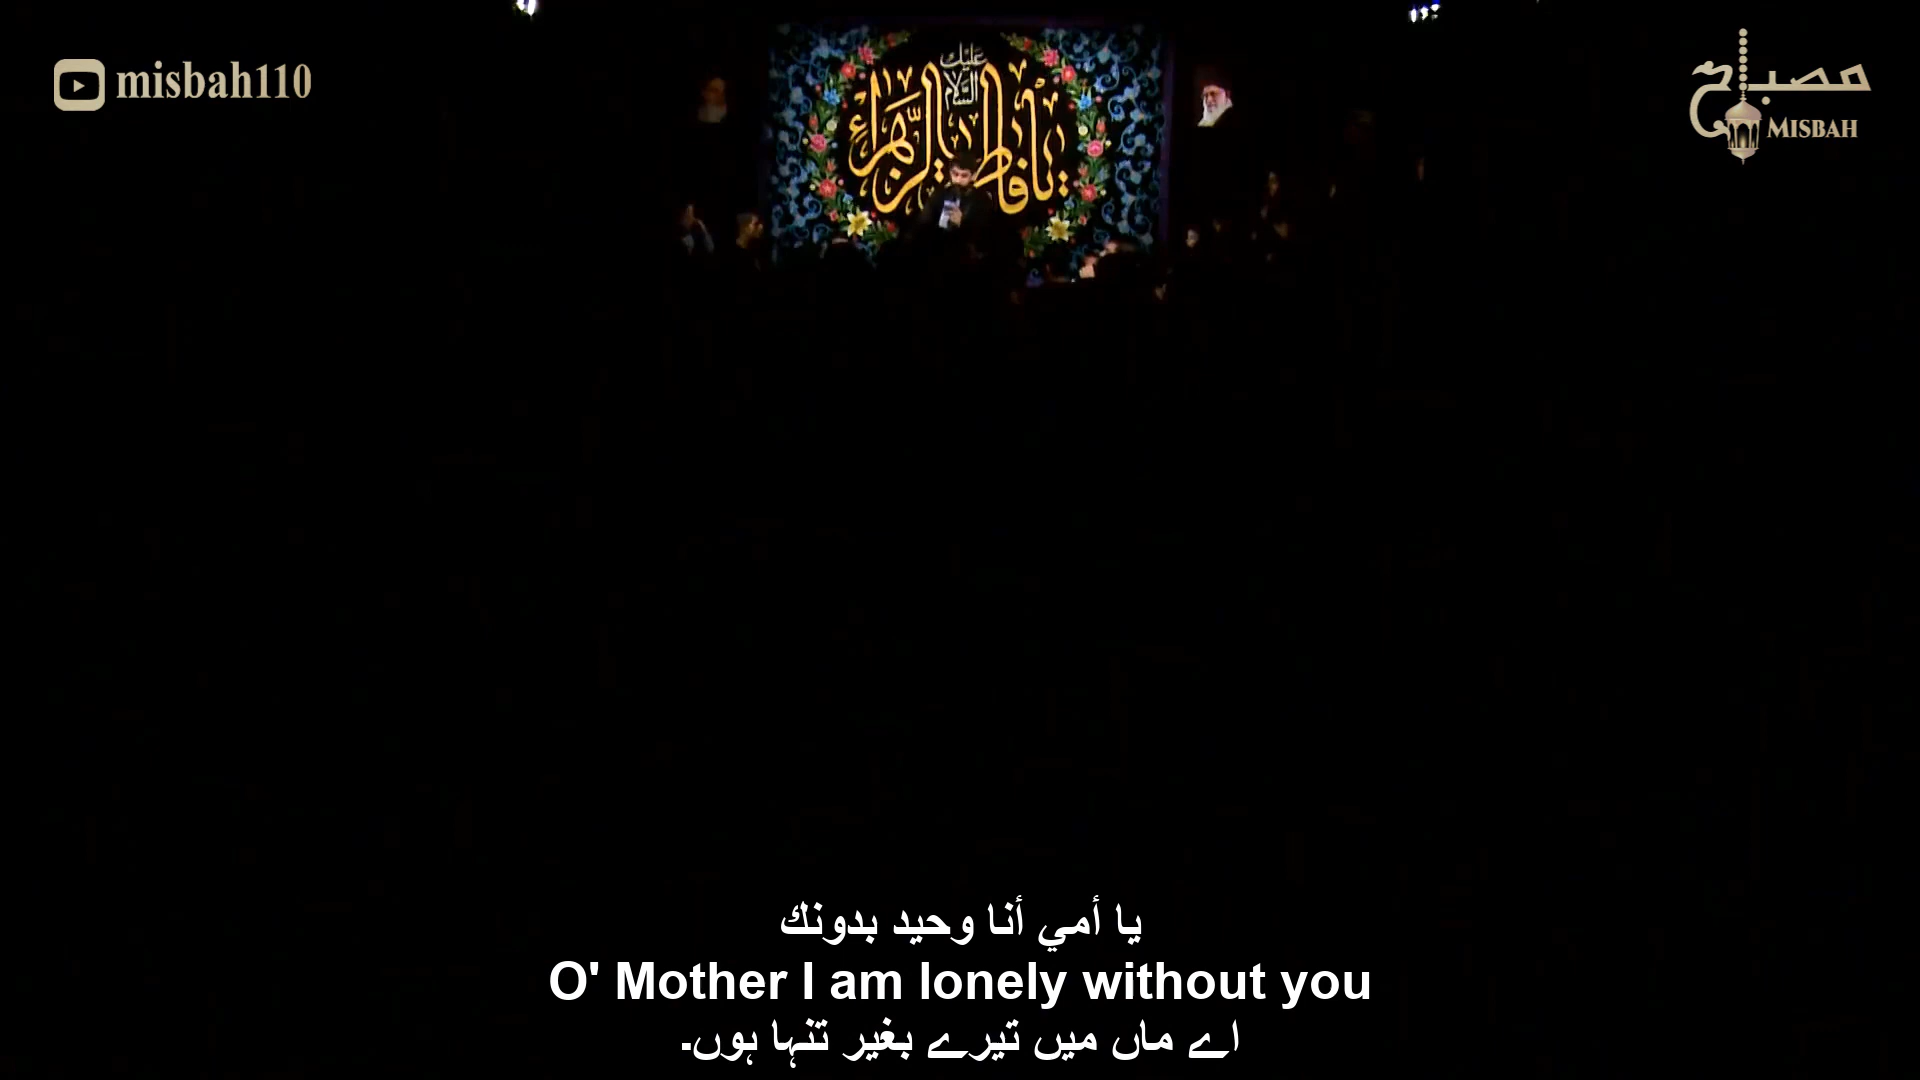 misbah110
مصباح
MISBAH
عليك
السلام
يا فاطمة الزهراء
يا أمي أنا وحيد بدونك
O' Mother I am lonely without you
اے ماں میں تیرے بغیر تنہا ہوں۔